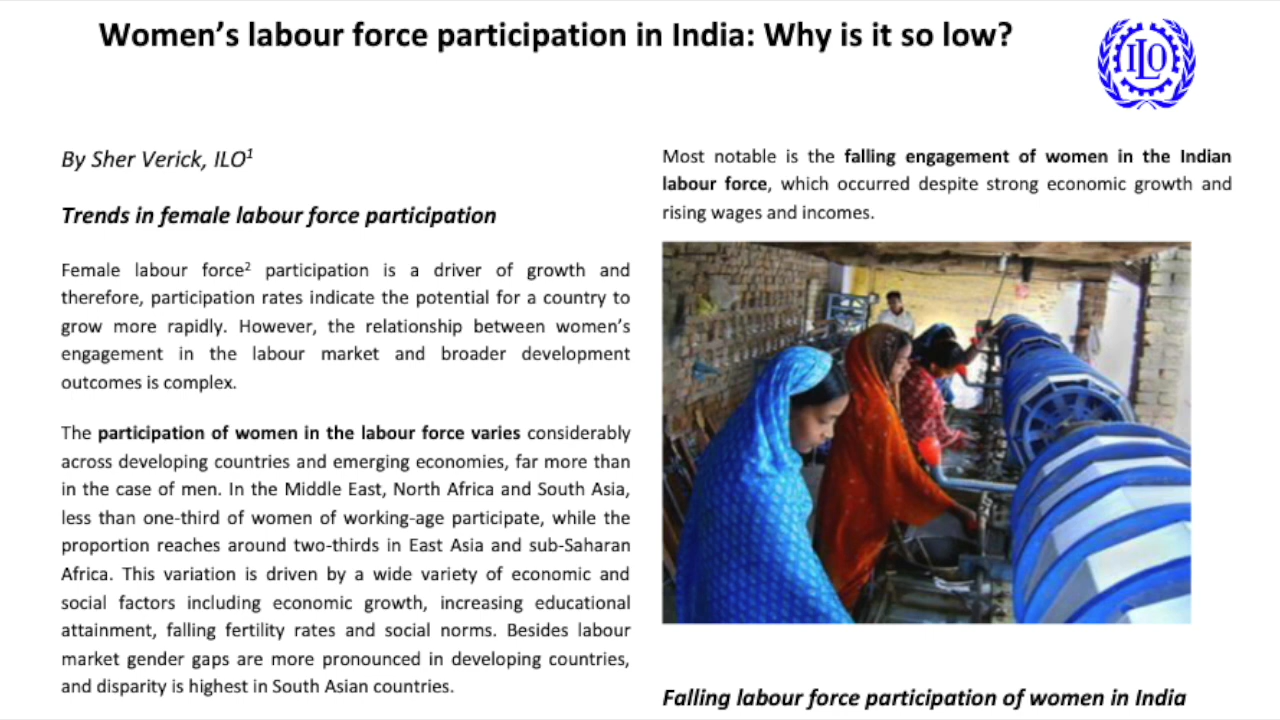 Women’s labour force participation in India: Why is it so low?
ILO
By Sher Verick, ILO¹
Trends in female labour force participation
Female labour force² participation is a driver of growth and
therefore, participation rates indicate the potential for a country to
grow more rapidly. However, the relationship between women’s
engagement in the labour market and broader development
outcomes is complex.
The participation of women in the labour force varies considerably
across developing countries and emerging economies, far more than
in the case of men. In the Middle East, North Africa and South Asia,
less than one-third of women of working-age participate, while the
proportion reaches around two-thirds in East Asia and sub-Saharan
Africa. This variation is driven by a wide variety of economic and
social factors including economic growth, increasing educational
attainment, falling fertility rates and social norms. Besides labour
market gender gaps are more pronounced in developing countries,
and disparity is highest in South Asian countries.
Most notable is the falling engagement of women in the Indian
labour force, which occurred despite strong economic growth and
rising wages and incomes.
Falling labour force participation of women in India